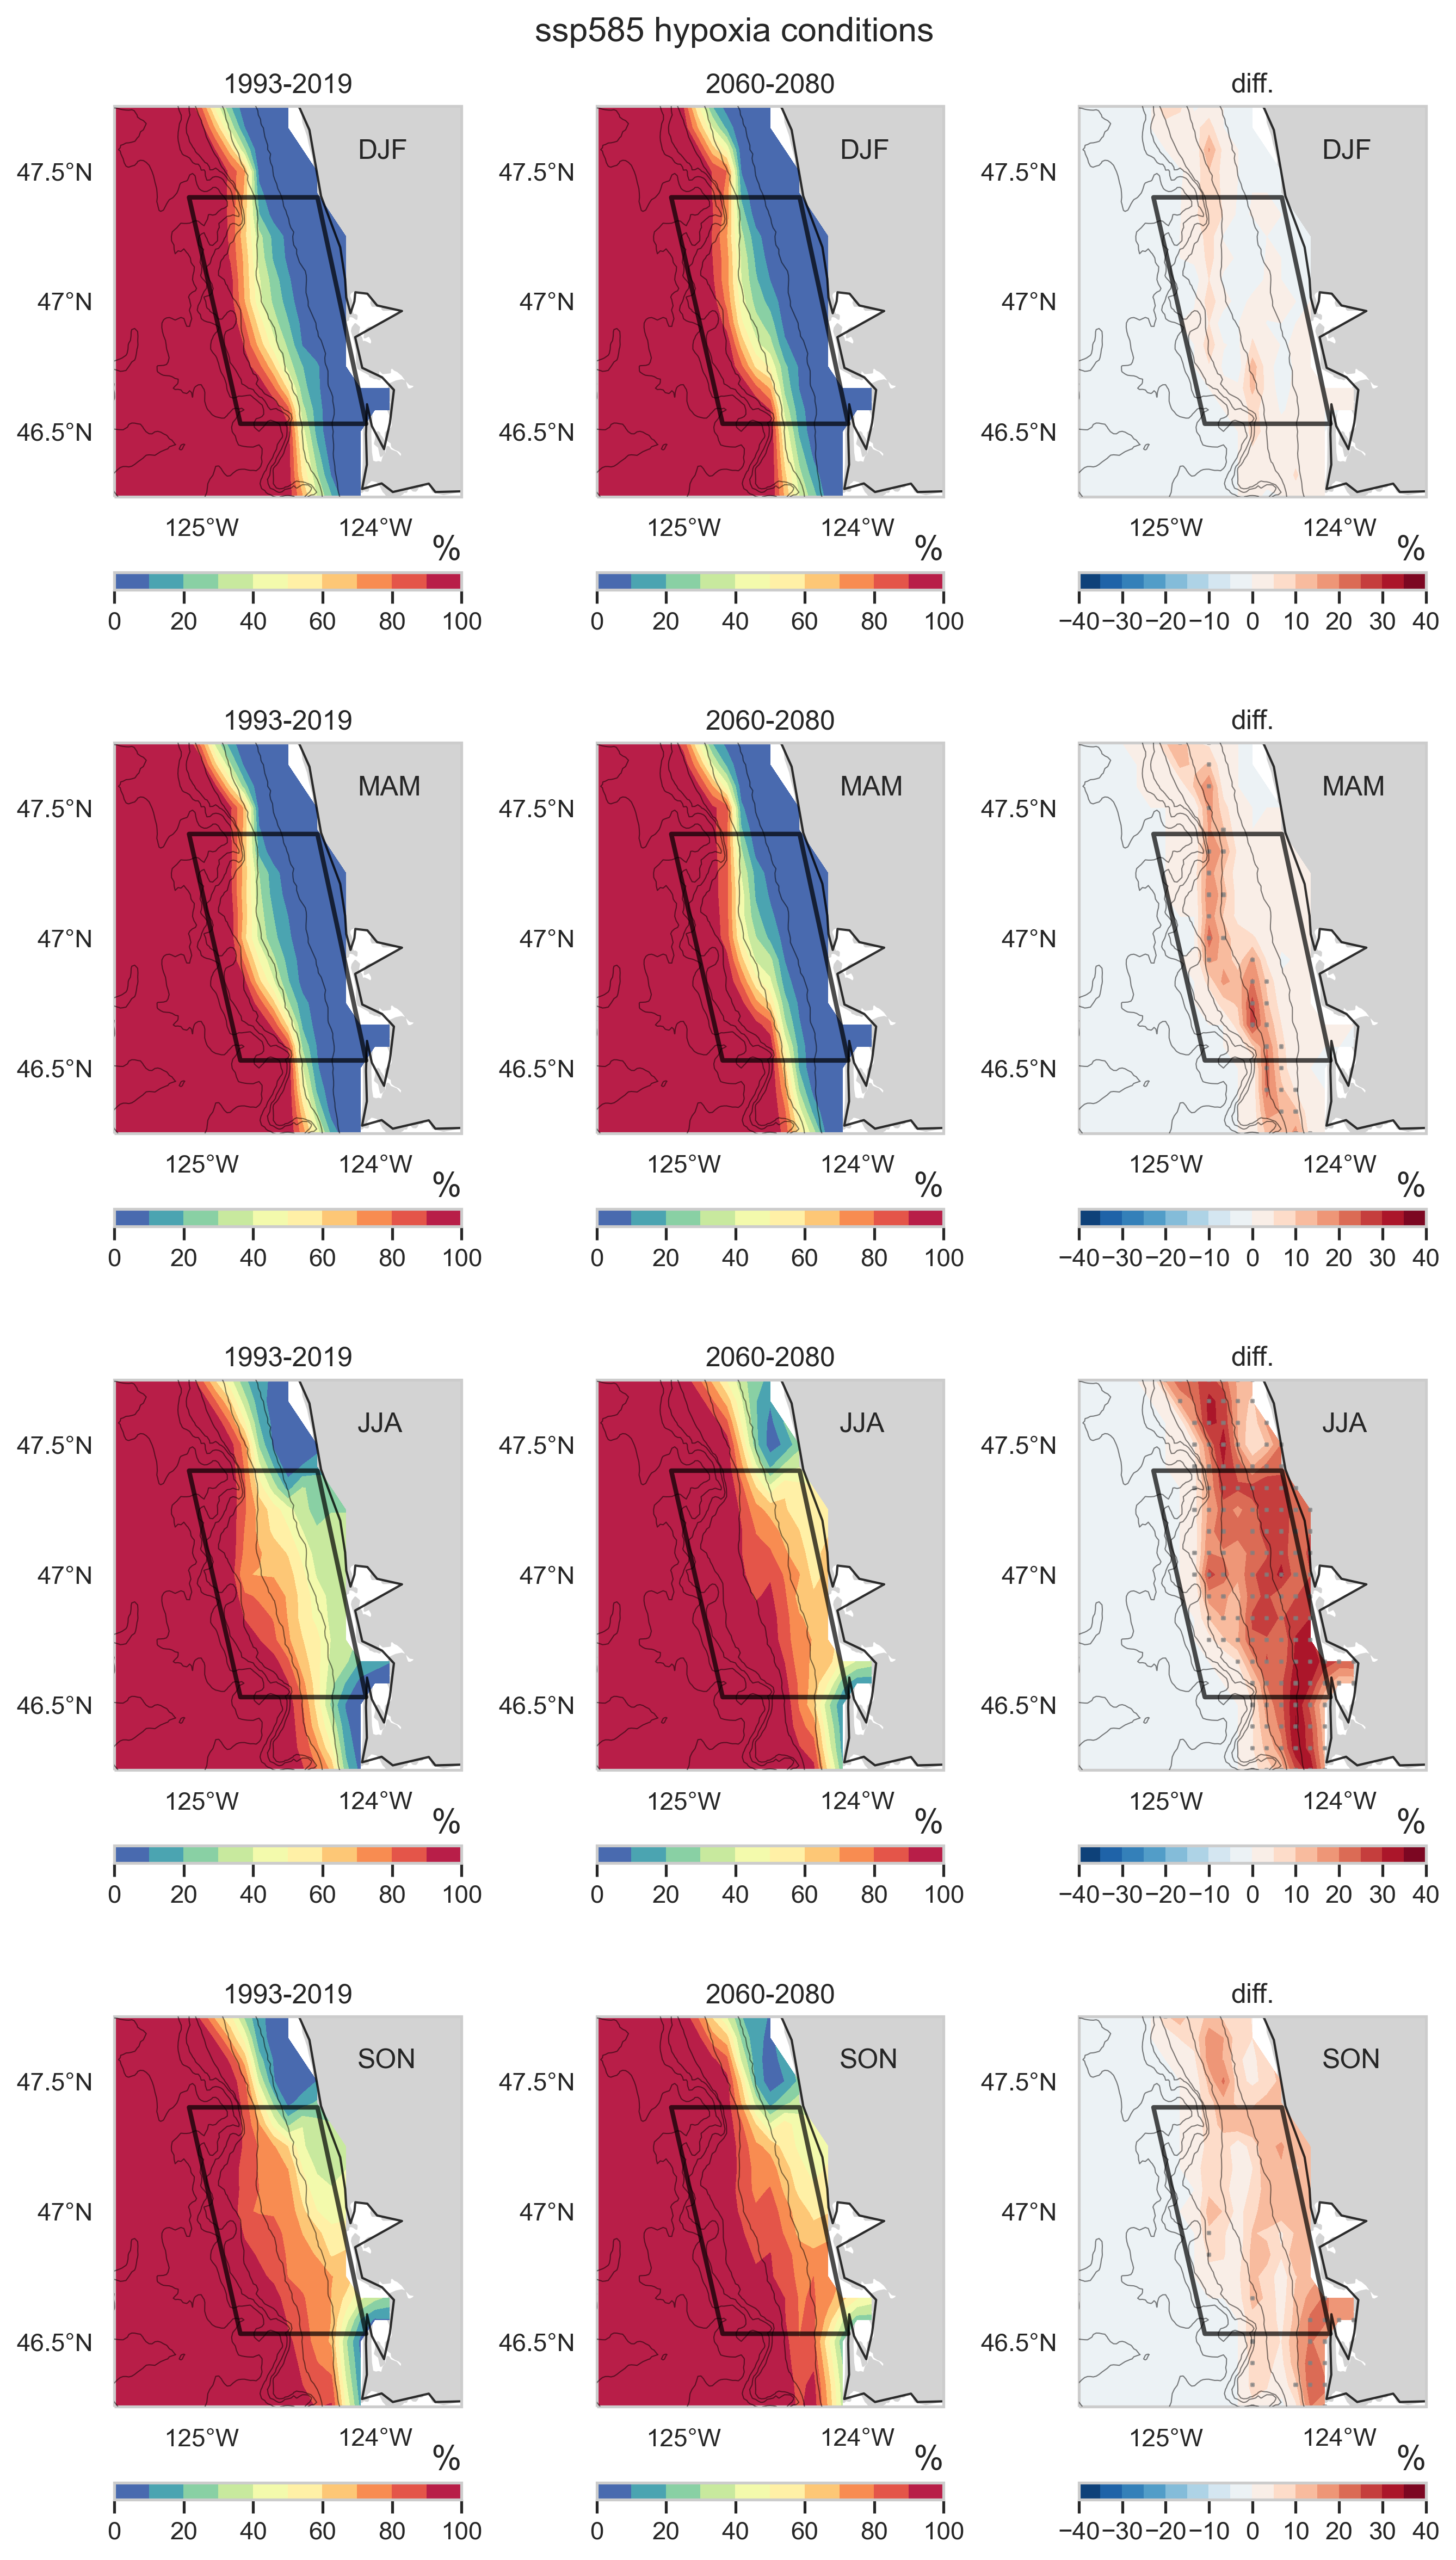 ssp585 hypoxia conditions
1993-2019 2060-2080 diff.
DJF DJF DJF
47.5°N 47.5°N 47.5°N
47°N 47°N 47°N
46.5°N 46.5°N 46.5°N
125°W 124°W 125°W 124°W 125°W 124°W
% % %
0 20 40 60 80 100 0 20 40 60 80 100 −40 −30 −20 −10 0 10 20 30 40
1993-2019 2060-2080 diff.
MAM MAM MAM
47.5°N 47.5°N 47.5°N
47°N 47°N 47°N
46.5°N 46.5°N 46.5°N
125°W 124°W 125°W 124°W 125°W 124°W
% % %
0 20 40 60 80 100 0 20 40 60 80 100 −40 −30 −20 −10 0 10 20 30 40
1993-2019 2060-2080 diff.
JJA JJA JJA
47.5°N 47.5°N 47.5°N
47°N 47°N 47°N
46.5°N 46.5°N 46.5°N
125°W 124°W 125°W 124°W 125°W 124°W
% % %
0 20 40 60 80 100 0 20 40 60 80 100 −40 −30 −20 −10 0 10 20 30 40
1993-2019 2060-2080 diff.
SON SON SON
47.5°N 47.5°N 47.5°N
47°N 47°N 47°N
46.5°N 46.5°N 46.5°N
125°W 124°W 125°W 124°W 125°W 124°W
% % %
0 20 40 60 80 100 0 20 40 60 80 100 −40 −30 −20 −10 0 10 20 30 40